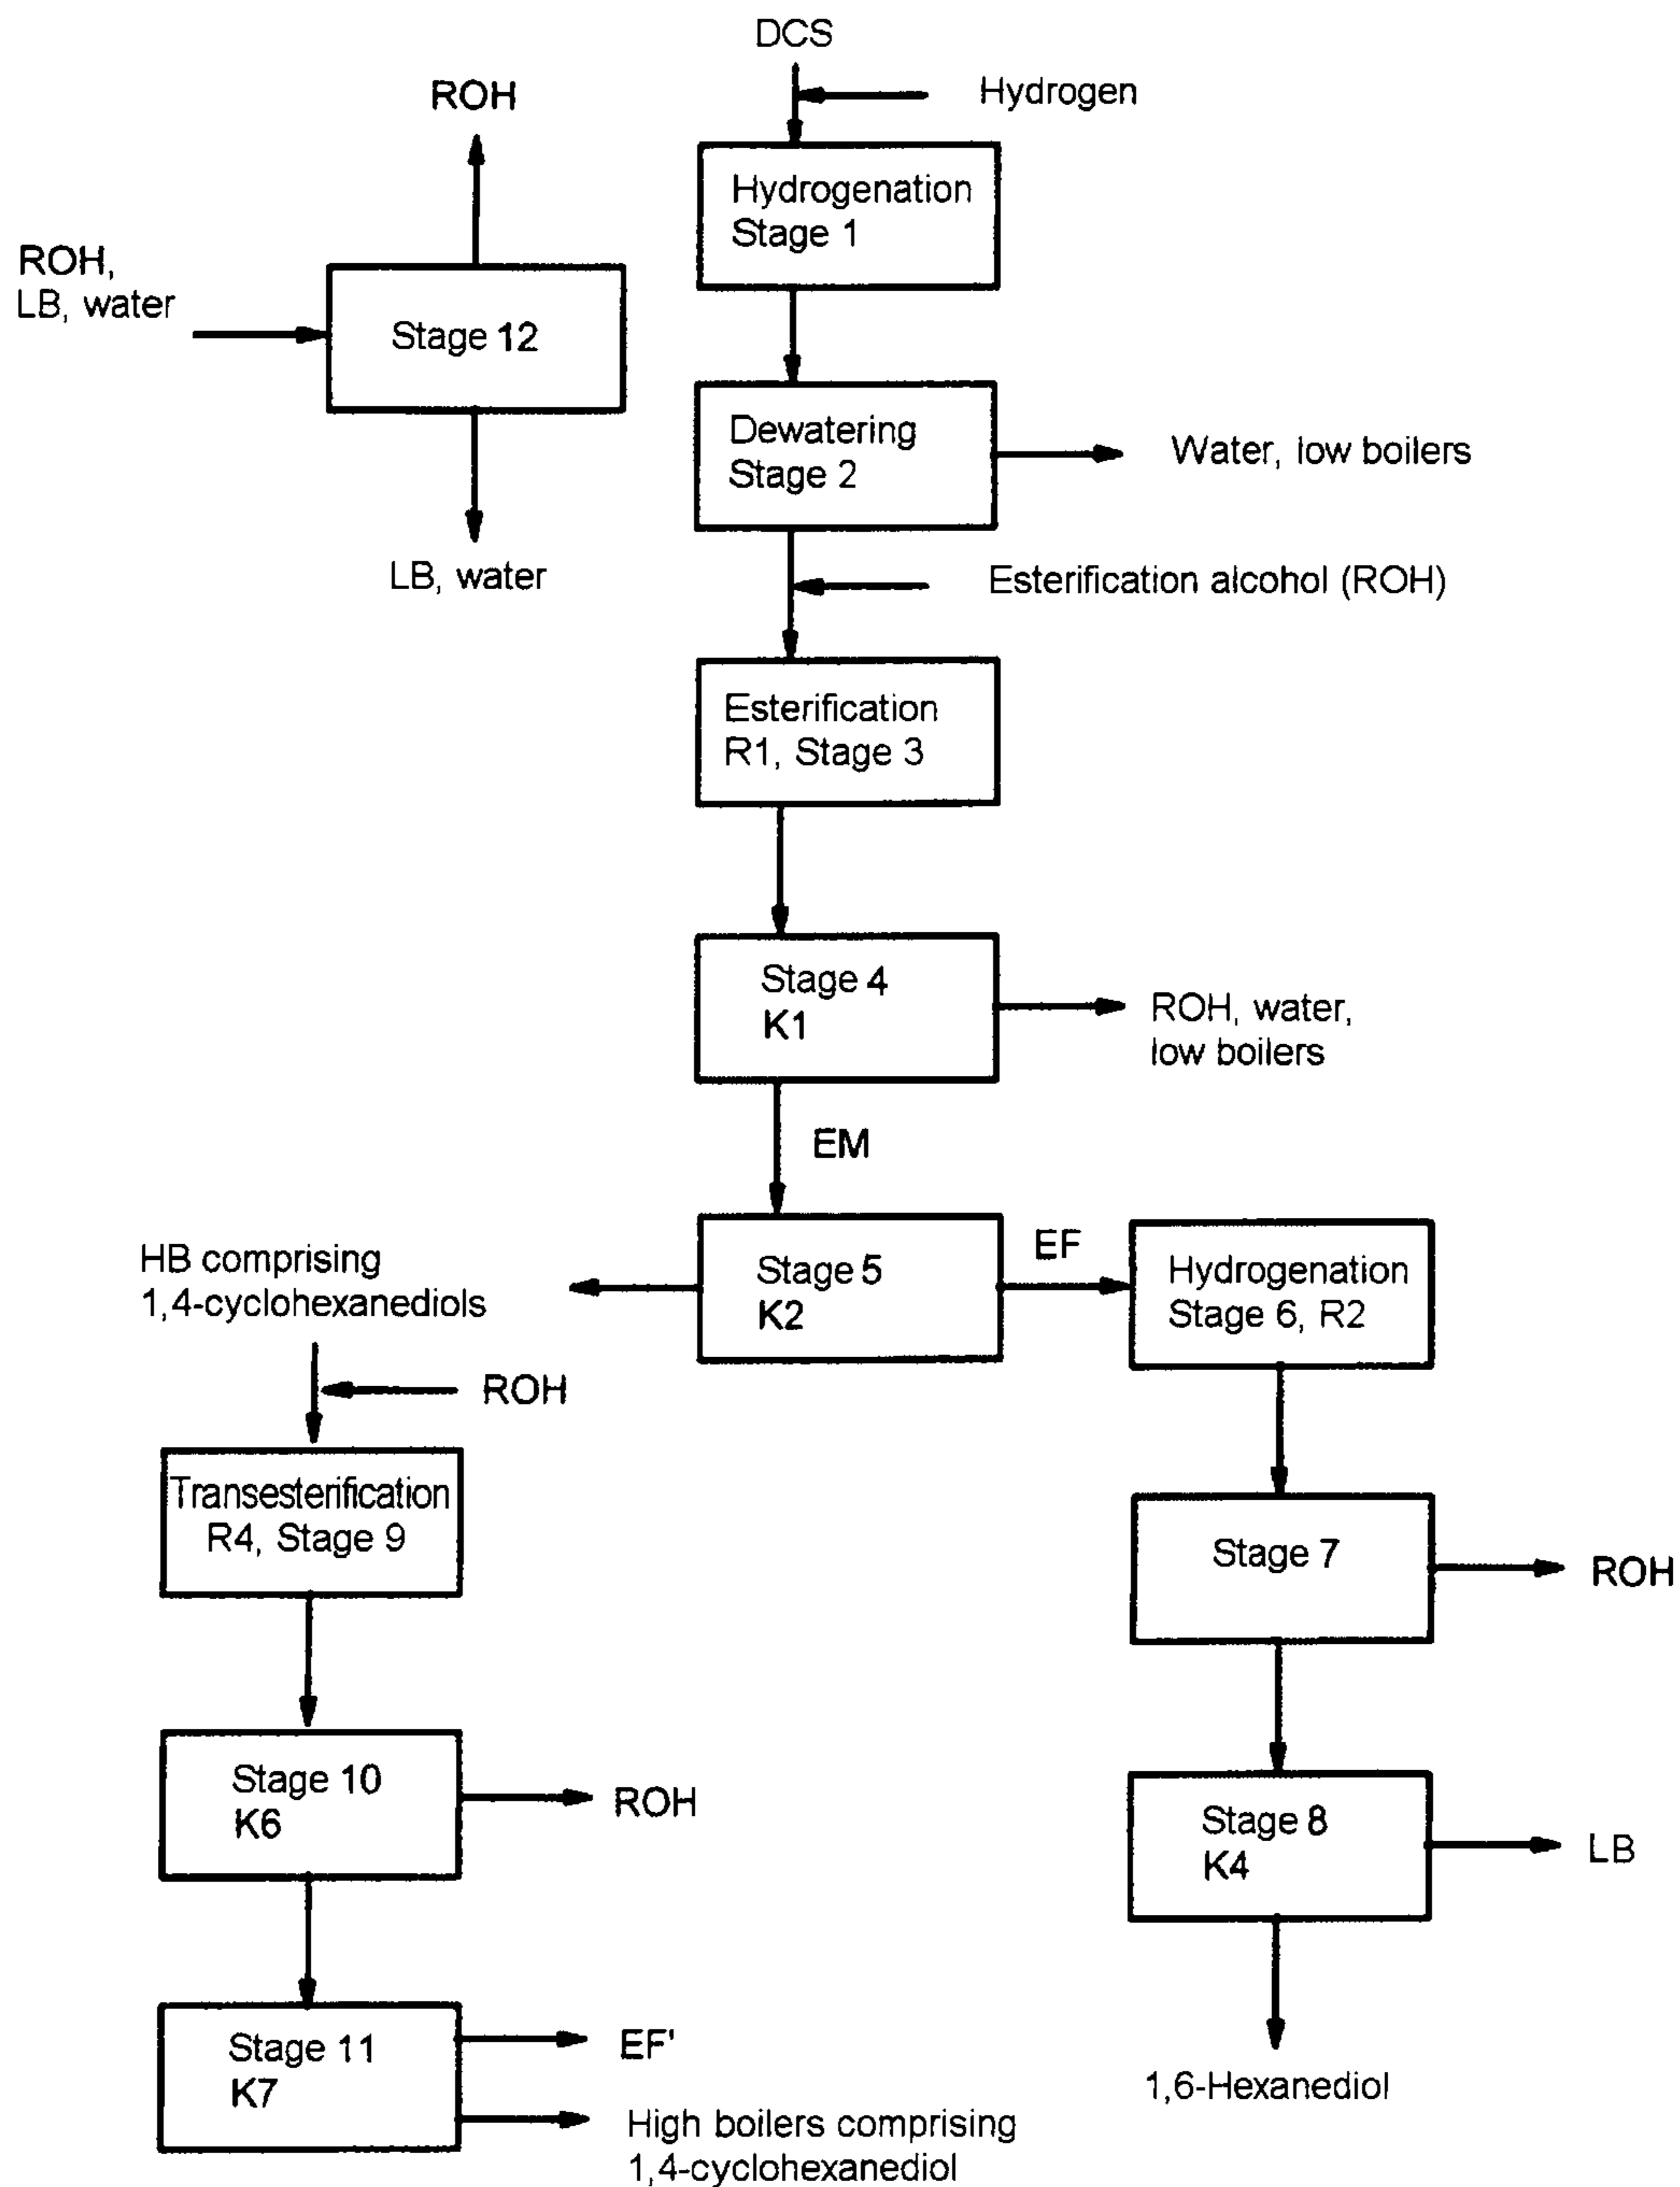 DCS
Hydrogen
ROH
Hydrogenation
Stage 1
ROH,
LB, water
Stage 12
Dewatering
Stage 2
Water, low boilers
LB, water
Esterification alcohol (ROH)
Esterification
R1, Stage 3
Stage 4
K1
ROH, water,
low boilers
EM
HB comprising
1,4-cyclohexanediols
Stage 5
K2
EF
Hydrogenation
Stage 6, R2
ROH
Transesterification
R4, Stage 9
Stage 7
ROH
Stage 10
K6
ROH
Stage 8
K4
LB
Stage 11
K7
EF'
High boilers comprising
1,4-cyclohexanediol
1,6-Hexanediol